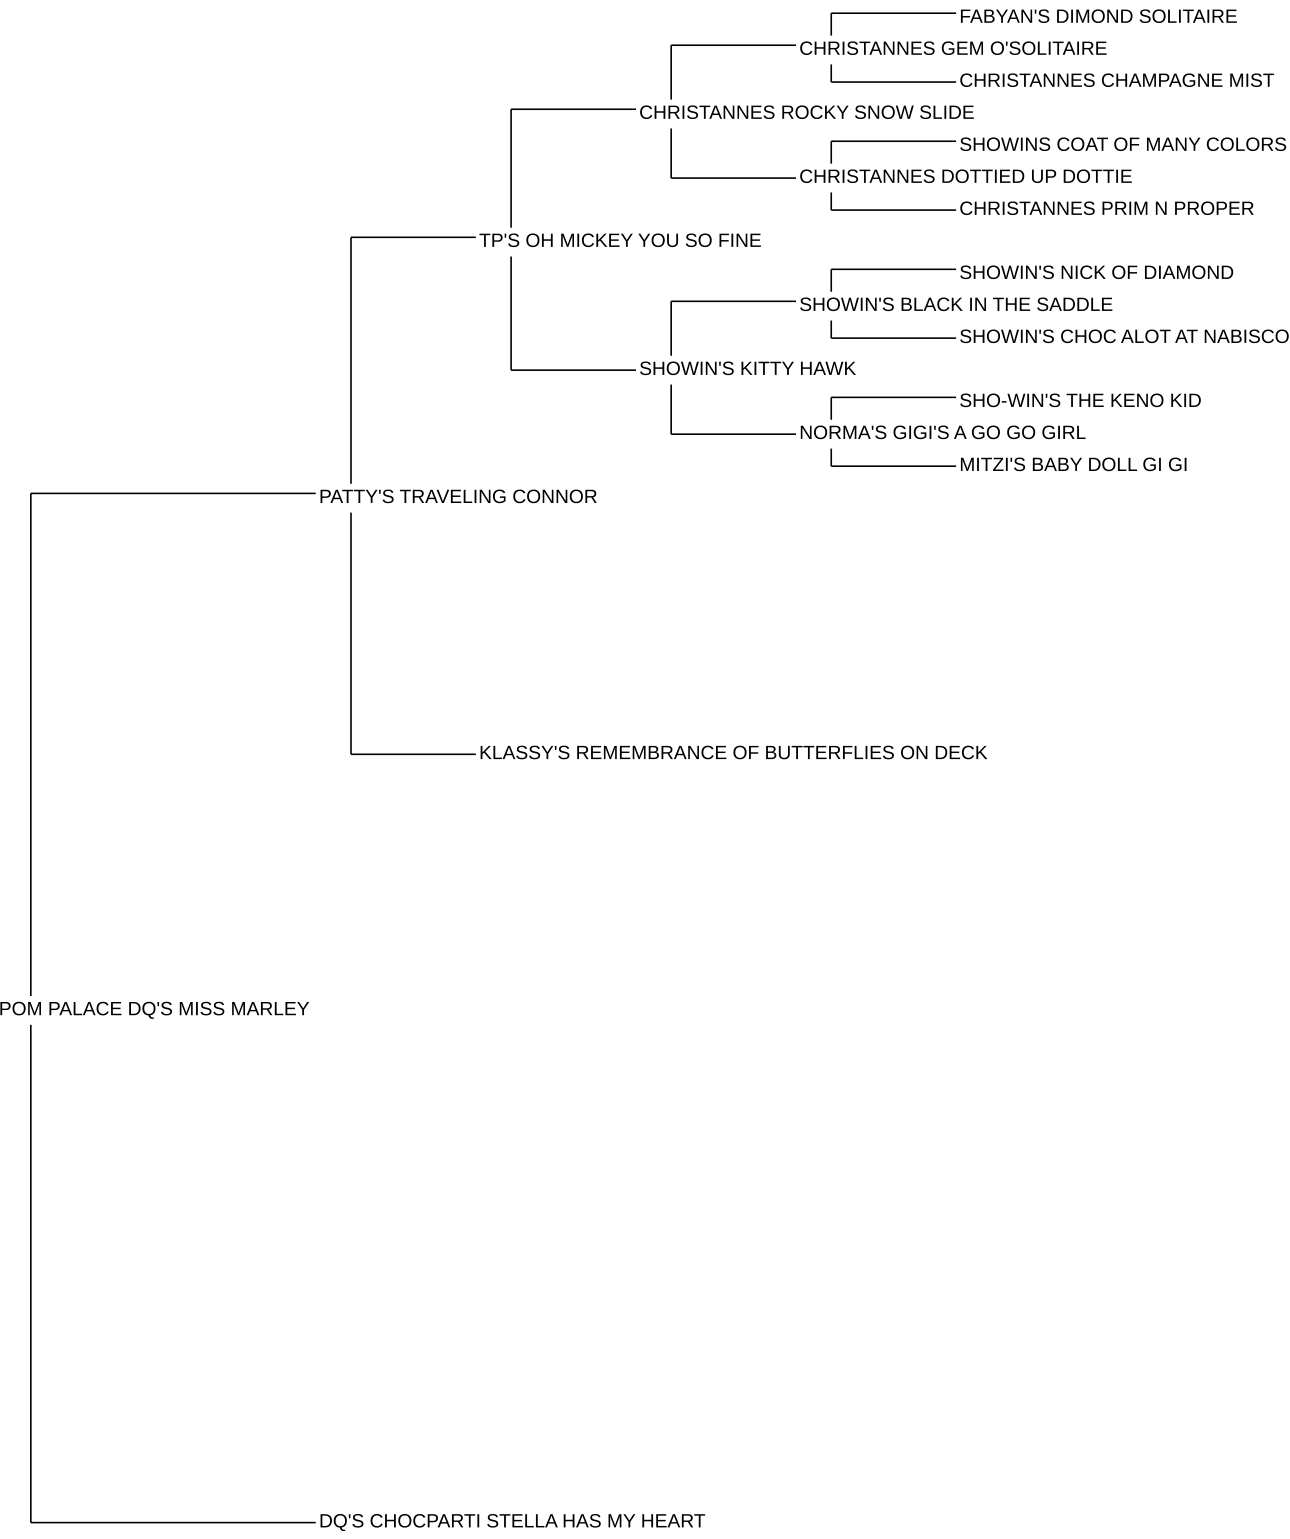 FABYAN'S DIMOND SOLITAIRE
CHRISTANNES GEM O'SOLITAIRE
CHRISTANNES CHAMPAGNE MIST
CHRISTANNES ROCKY SNOW SLIDE
SHOWINS COAT OF MANY COLORS
CHRISTANNES DOTTIED UP DOTTIE
CHRISTANNES PRIM N PROPER
TP'S OH MICKEY YOU SO FINE
SHOWIN'S NICK OF DIAMOND
SHOWIN'S BLACK IN THE SADDLE
SHOWIN'S CHOC ALOT AT NABISCO
SHOWIN'S KITTY HAWK
SHO-WIN'S THE KENO KID
NORMA'S GIGI'S A GO GO GIRL
MITZI'S BABY DOLL GI GI
PATTY'S TRAVELING CONNOR
KLASSY'S REMEMBRANCE OF BUTTERFLIES ON DECK
POM PALACE DQ'S MISS MARLEY
DQ'S CHOCPARTI STELLA HAS MY HEART